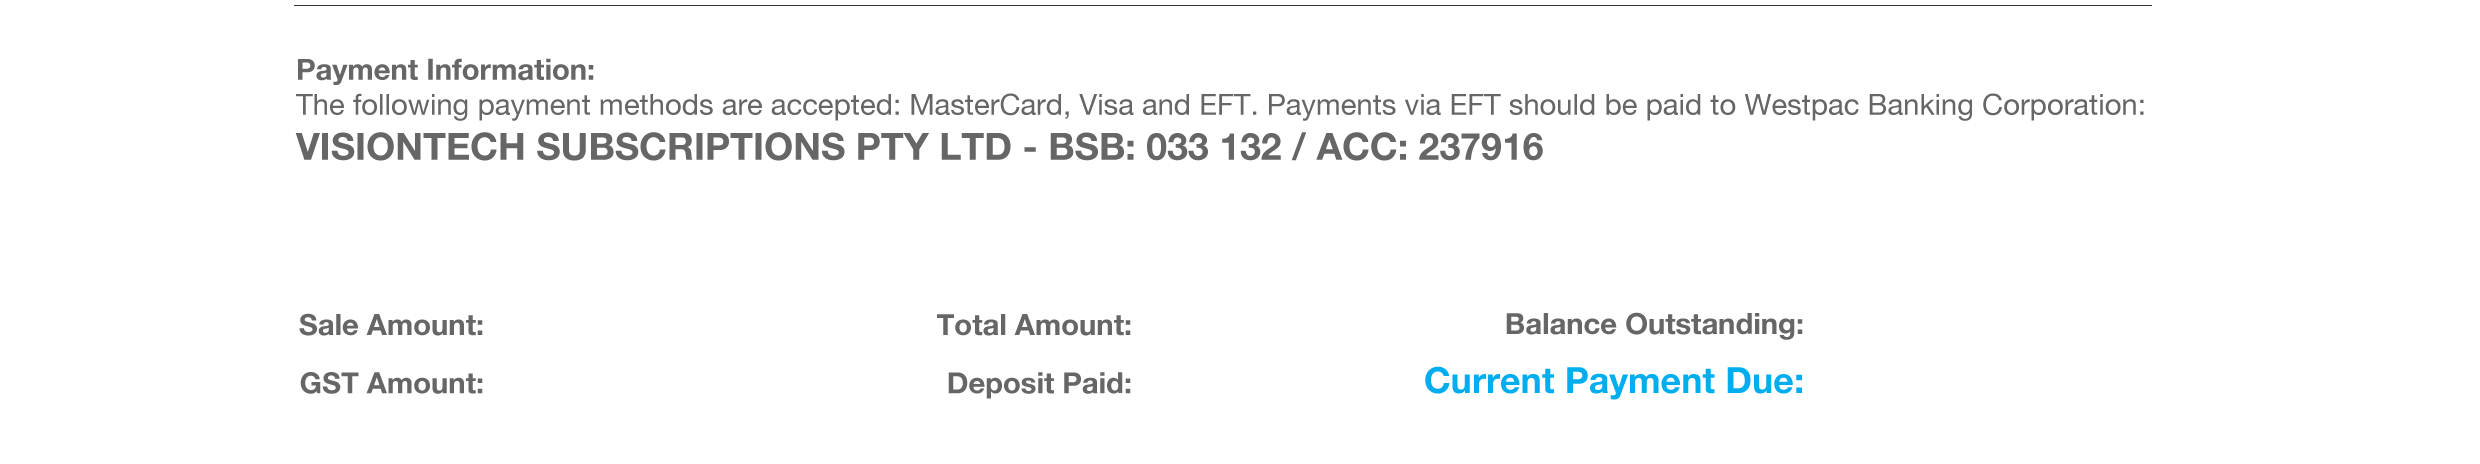 Payment Information:
The following payment methods are accepted: MasterCard, Visa and EFT. Payments via EFT should be paid to Westpac Banking Corporation:
VISIONTECH SUBSCRIPTIONS PTY LTD - BSB: 033 132 / ACC: 237916
Sale Amount: Total Amount: Balance Outstanding:
GST Amount: Deposit Paid: Current Payment Due: